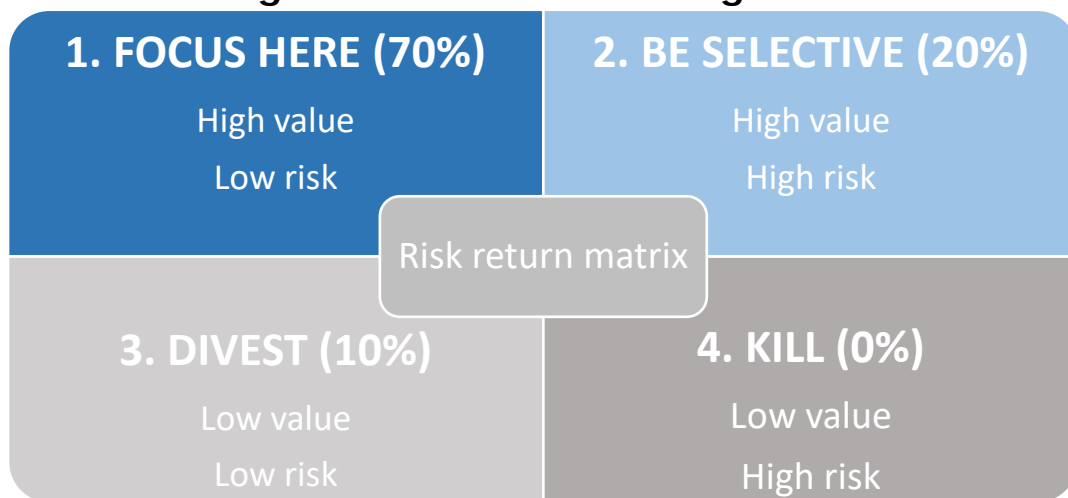 1. FOCUS HERE (70%)
High value
Low risk
2. BE SELECTIVE (20%)
High value
High risk
Risk return matrix
3. DIVEST (10%)
Low value
Low risk
4. KILL (0%)
Low value
High risk